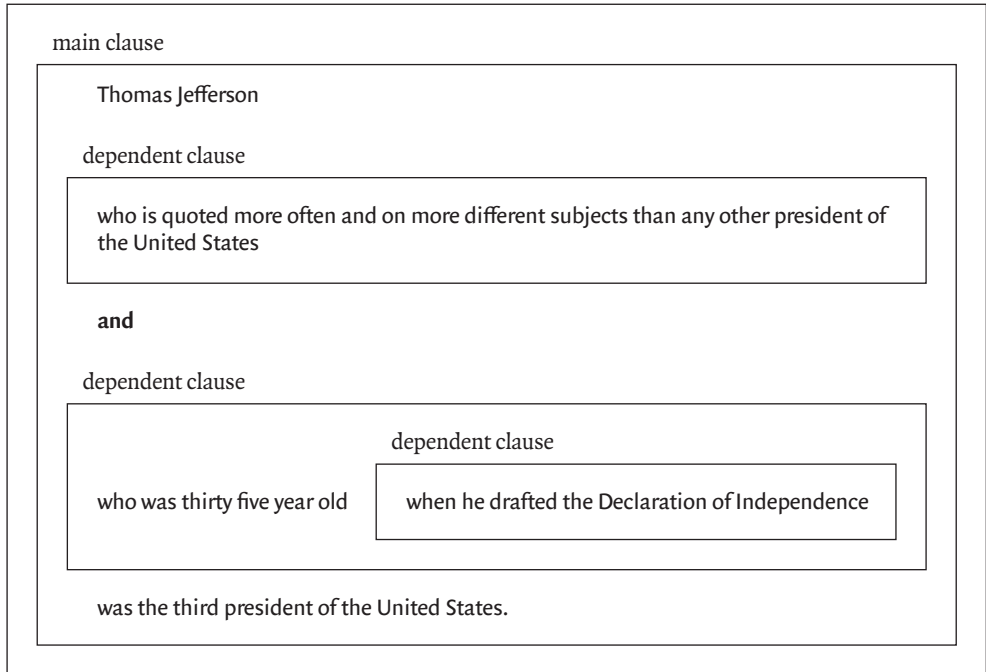 main clause
Thomas Jefferson
dependent clause
who is quoted more often and on more different subjects than any other president of
the United States
and
dependent clause
dependent clause
who was thirty five year old when he drafted the Declaration of Independence
was the third president of the United States.